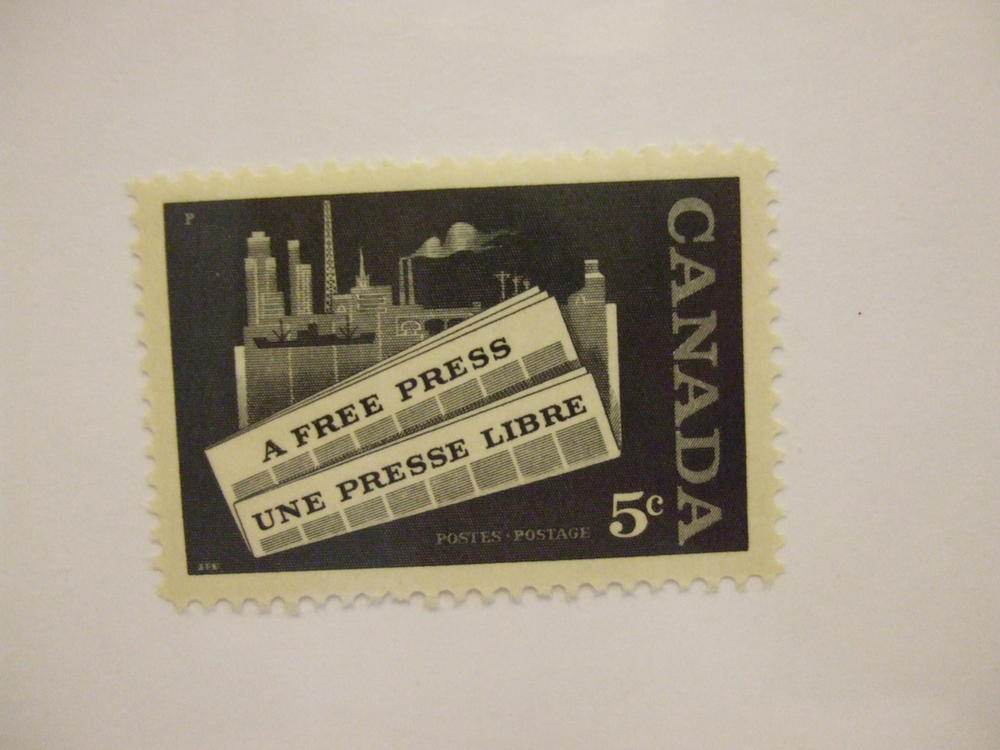 P
A FREE PRESS
UNE PRESSE LIBRE
POSTES·POSTAGE
5c
CANADA